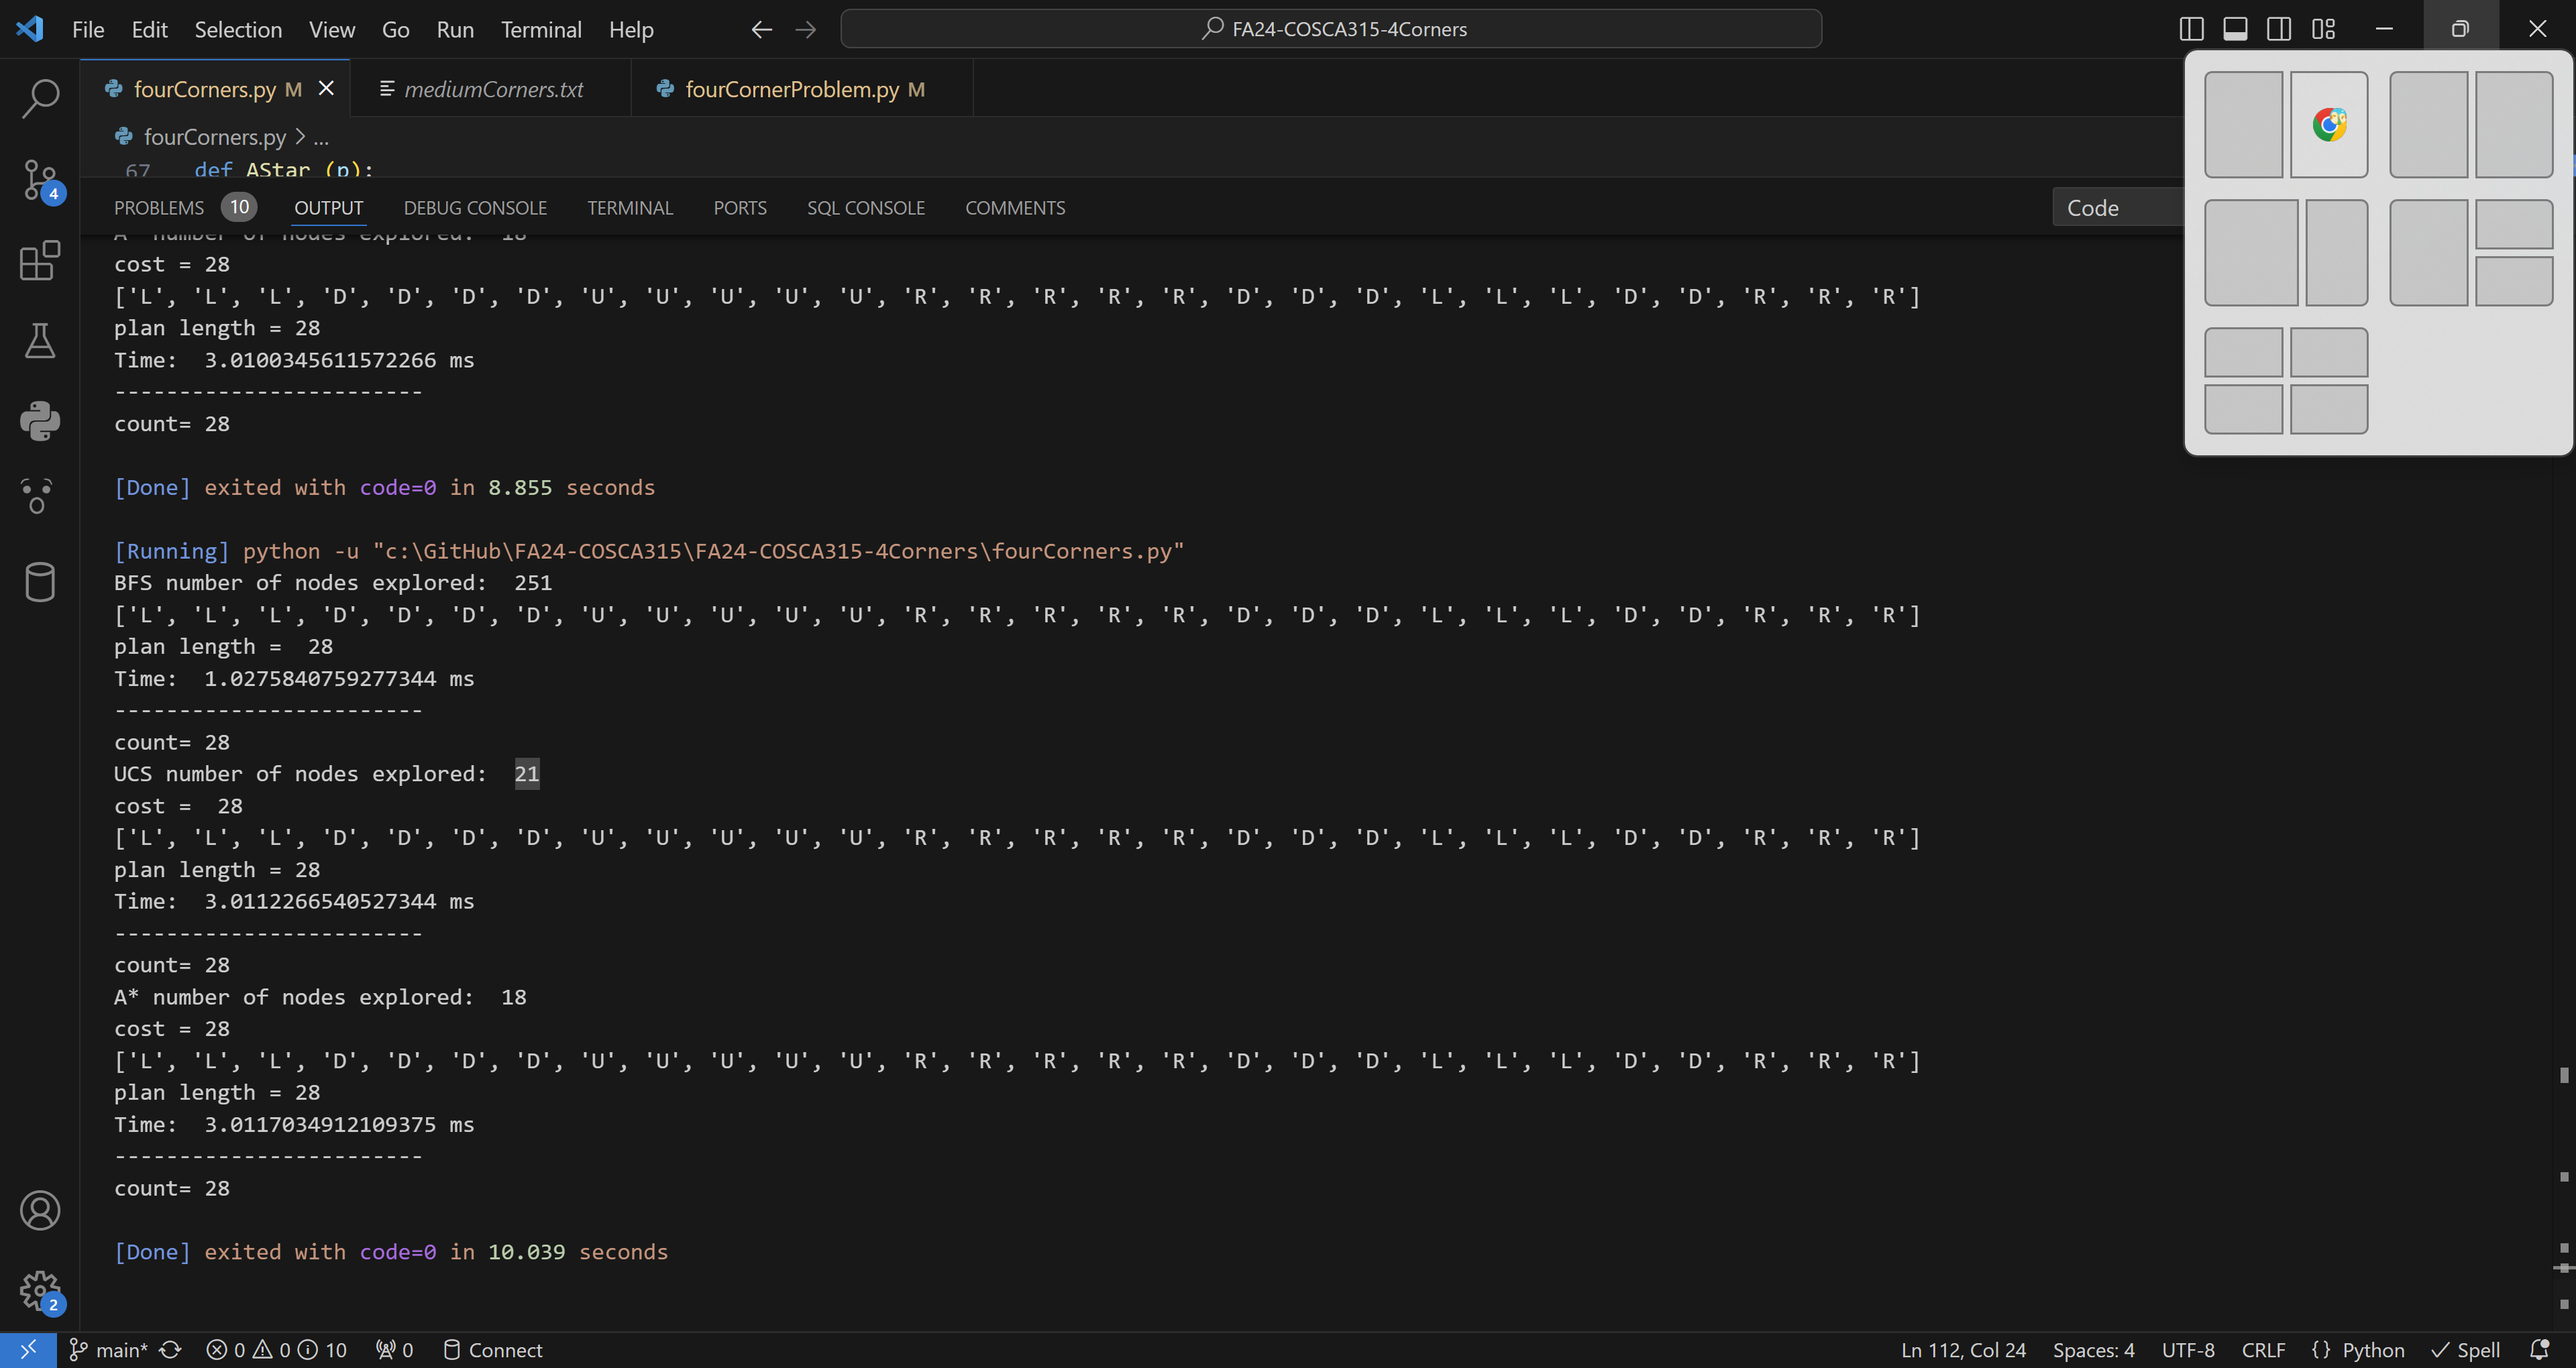 File Edit Selection View Go Run Terminal Help
FA24-COSCA315-4Corners
fourCorners.py M
mediumCorners.txt
fourCornerProblem.py M
fourCorners.py > ...
67 def AStar (p):
PROBLEMS 10 OUTPUT DEBUG CONSOLE TERMINAL PORTS SQL CONSOLE COMMENTS
Code
4
A* number of nodes explored:  18
cost = 28
['L', 'L', 'L', 'D', 'D', 'D', 'D', 'U', 'U', 'U', 'U', 'U', 'R', 'R', 'R', 'R', 'R', 'D', 'D', 'D', 'L', 'L', 'L', 'D', 'D', 'R', 'R', 'R']
plan length = 28
Time:  3.0100345611572266 ms
------------------------
count= 28
[Done] exited with code=0 in 8.855 seconds
[Running] python -u "c:\GitHub\FA24-COSCA315\FA24-COSCA315-4Corners\fourCorners.py"
BFS number of nodes explored:  251
['L', 'L', 'L', 'D', 'D', 'D', 'D', 'U', 'U', 'U', 'U', 'U', 'R', 'R', 'R', 'R', 'R', 'D', 'D', 'D', 'L', 'L', 'L', 'D', 'D', 'R', 'R', 'R']
plan length =  28
Time:  1.0275840759277344 ms
------------------------
count= 28
UCS number of nodes explored:  21
cost =  28
['L', 'L', 'L', 'D', 'D', 'D', 'D', 'U', 'U', 'U', 'U', 'U', 'R', 'R', 'R', 'R', 'R', 'D', 'D', 'D', 'L', 'L', 'L', 'D', 'D', 'R', 'R', 'R']
plan length = 28
Time:  3.0112266540527344 ms
------------------------
count= 28
A* number of nodes explored:  18
cost = 28
['L', 'L', 'L', 'D', 'D', 'D', 'D', 'U', 'U', 'U', 'U', 'U', 'R', 'R', 'R', 'R', 'R', 'D', 'D', 'D', 'L', 'L', 'L', 'D', 'D', 'R', 'R', 'R']
plan length = 28
Time:  3.0117034912109375 ms
------------------------
count= 28
[Done] exited with code=0 in 10.039 seconds
2
main* 0 0 10 0 Connect
Ln 112, Col 24 Spaces: 4 UTF-8 CRLF {} Python Spell